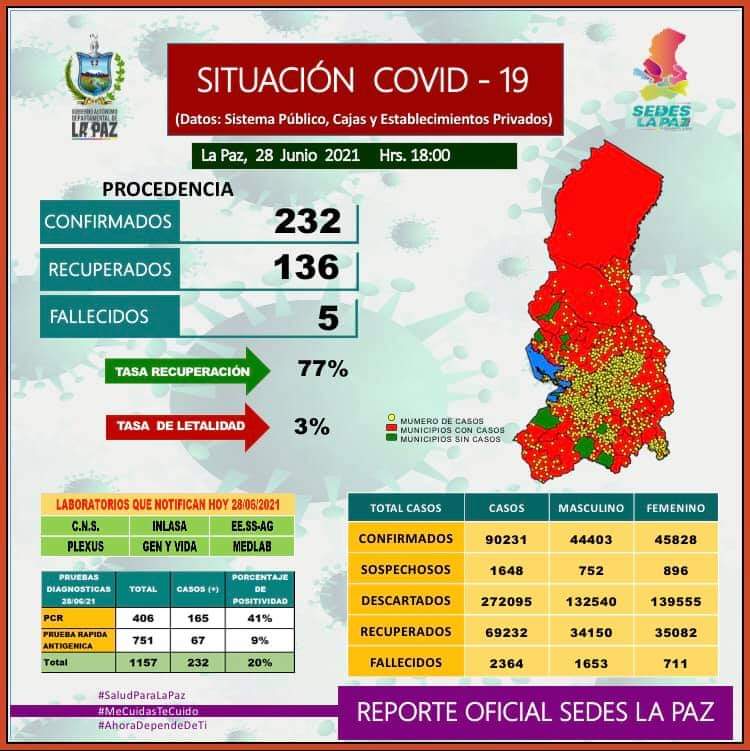 SITUACIÓN COVID - 19
(Datos: Sistema Público, Cajas y Establecimientos Privados)
GOBIERNO AUTÓNOMO
DEPARTAMENTAL DE
LA PAZ
SEDES
LA PAZ
La Paz, 28 Junio 2021 Hrs. 18:00
PROCEDENCIA
CONFIRMADOS 232
RECUPERADOS 136
FALLECIDOS 5
TASA RECUPERACIÓN 77%
TASA DE LETALIDAD 3%
MUMERO DE CASOS
MUNICIPIOS CON CASOS
MUNICIPIOS SIN CASOS
LABORATORIOS QUE NOTIFICAN HOY 28/06/2021
C.N.S. INLASA EE.SS-AG
PLEXUS GEN Y VIDA MEDLAB
PRUEBAS DIAGNOSTICAS 28/06/21 TOTAL CASOS (+) PORCENTAJE DE POSITIVIDAD
PCR 406 165 41%
PRUEBA RAPIDA ANTIGENICA 751 67 9%
Total 1157 232 20%
TOTAL CASOS CASOS MASCULINO FEMENINO
CONFIRMADOS 90231 44403 45828
SOSPECHOSOS 1648 752 896
DESCARTADOS 272095 132540 139555
RECUPERADOS 69232 34150 35082
FALLECIDOS 2364 1653 711
#SaludParaLaPaz
#MeCuidasTeCuido
#AhoraDependeDeTi
REPORTE OFICIAL SEDES LA PAZ